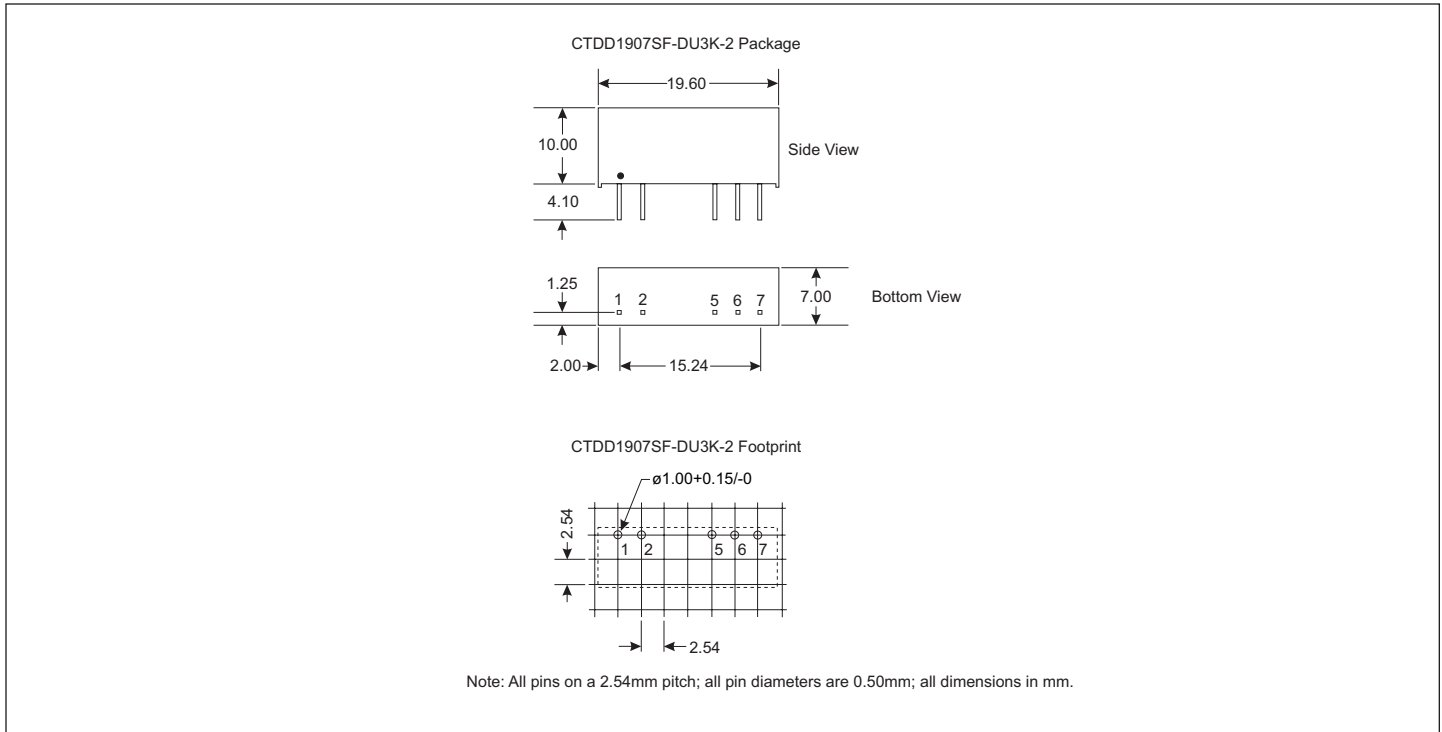 CTDD1907SF-DU3K-2 Package
19.60
10.00
Side View
4.10
1.25
1 2 5 6 7
7.00
Bottom View
2.00
15.24
CTDD1907SF-DU3K-2 Footprint
ø1.00+0.15/-0
2.54
1 2 5 6 7
2.54
Note: All pins on a 2.54mm pitch; all pin diameters are 0.50mm; all dimensions in mm.